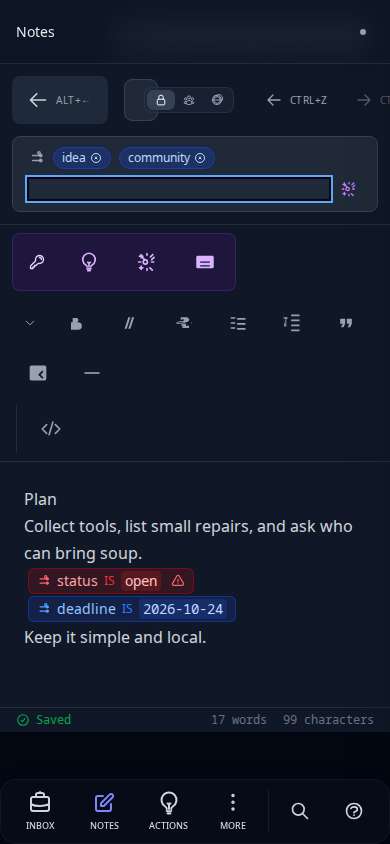 Notes
ALT+←
CTRL+Z
idea
community
Plan
Collect tools, list small repairs, and ask who
can bring soup.
status IS open
deadline IS 2026-10-24
Keep it simple and local.
Saved
17 words 99 characters
INBOX
NOTES
ACTIONS
MORE